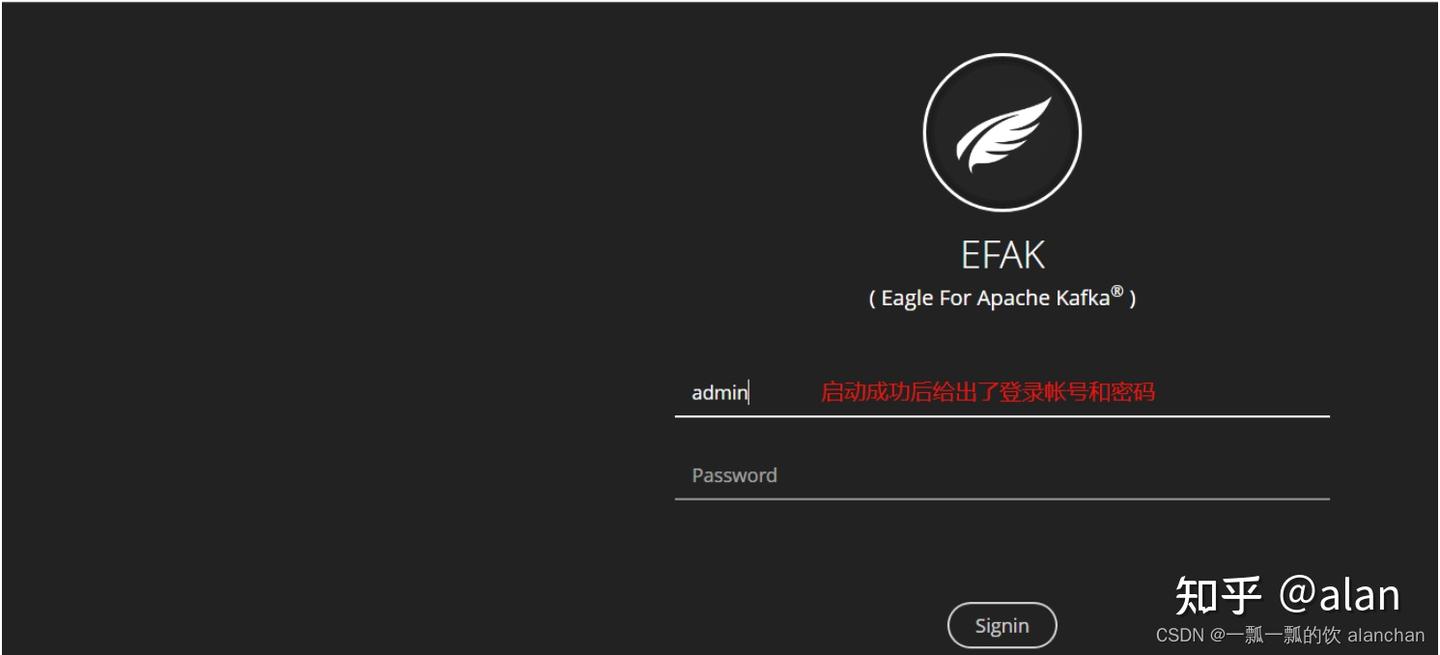 EFAK
( Eagle For Apache Kafka® )
admin 启动成功后给出了登录帐号和密码
Password
Signin
知乎 @alan
CSDN @一瓢一瓢的饮 alanchan